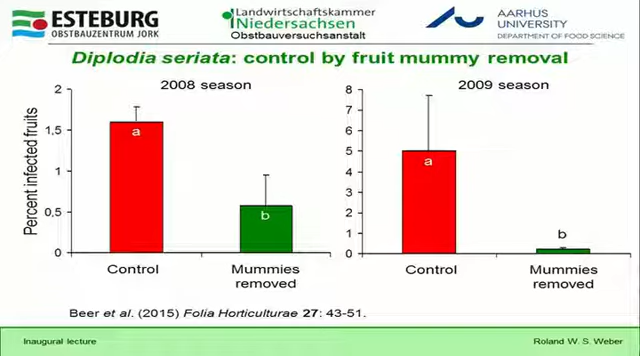 ESTEBURG
OBSTBAUZENTRUM JORK
Landwirtschaftskammer
Niedersachsen
Obstbauversuchsanstalt
AARHUS
UNIVERSITY
DEPARTMENT OF FOOD SCIENCE
Diplodia seriata: control by fruit mummy removal
2008 season
2009 season
Percent infected fruits
2
1,5
1
0,5
0
a
b
Control
Mummies
removed
8
7
6
5
4
3
2
1
0
a
b
Control
Mummies
removed
Beer et al. (2015) Folia Horticulturae 27: 43-51.
Inaugural lecture
Roland W. S. Weber